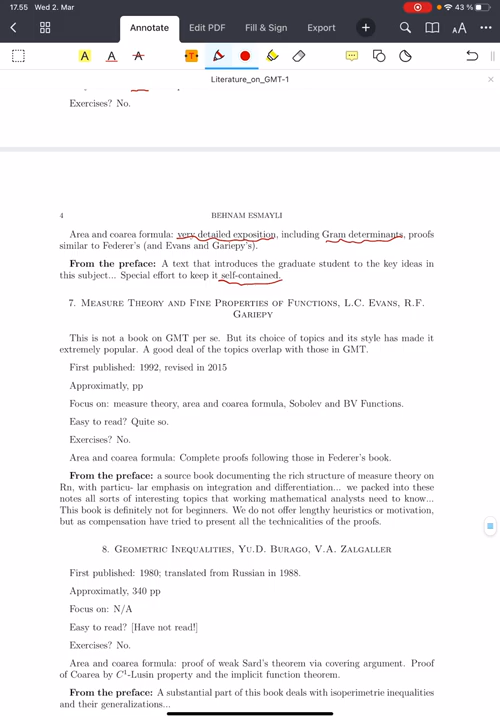 17.55 Wed 2. Mar
43 %
Annotate
Edit PDF
Fill & Sign
Export
AA
A
A
A
T
Literature_on_GMT-1
Exercises? No.
4
BEHNAM ESMAYLI
Area and coarea formula: very detailed exposition, including Gram determinants, proofs
similar to Federer's (and Evans and Gariepy's).
From the preface: A text that introduces the graduate student to the key ideas in
this subject... Special effort to keep it self-contained.
7. Measure Theory and Fine Properties of Functions, L.C. Evans, R.F.
Gariepy
This is not a book on GMT per se. But its choice of topics and its style has made it
extremely popular. A good deal of the topics overlap with those in GMT.
First published: 1992, revised in 2015
Approximatly, pp
Focus on: measure theory, area and coarea formula, Sobolev and BV Functions.
Easy to read? Quite so.
Exercises? No.
Area and coarea formula: Complete proofs following those in Federer's book.
From the preface: a source book documenting the rich structure of measure theory on
Rn, with particu- lar emphasis on integration and differentiation... we packed into these
notes all sorts of interesting topics that working mathematical analysts need to know...
This book is definitely not for beginners. We do not offer lengthy heuristics or motivation,
but as compensation have tried to present all the technicalities of the proofs.
8. Geometric Inequalities, Yu.D. Burago, V.A. Zalgaller
First published: 1980; translated from Russian in 1988.
Approximatly, 340 pp
Focus on: N/A
Easy to read? [Have not read!]
Exercises? No.
Area and coarea formula: proof of weak Sard's theorem via covering argument. Proof
of Coarea by C¹-Lusin property and the implicit function theorem.
From the preface: A substantial part of this book deals with isoperimetrie inequalities
and their generalizations...